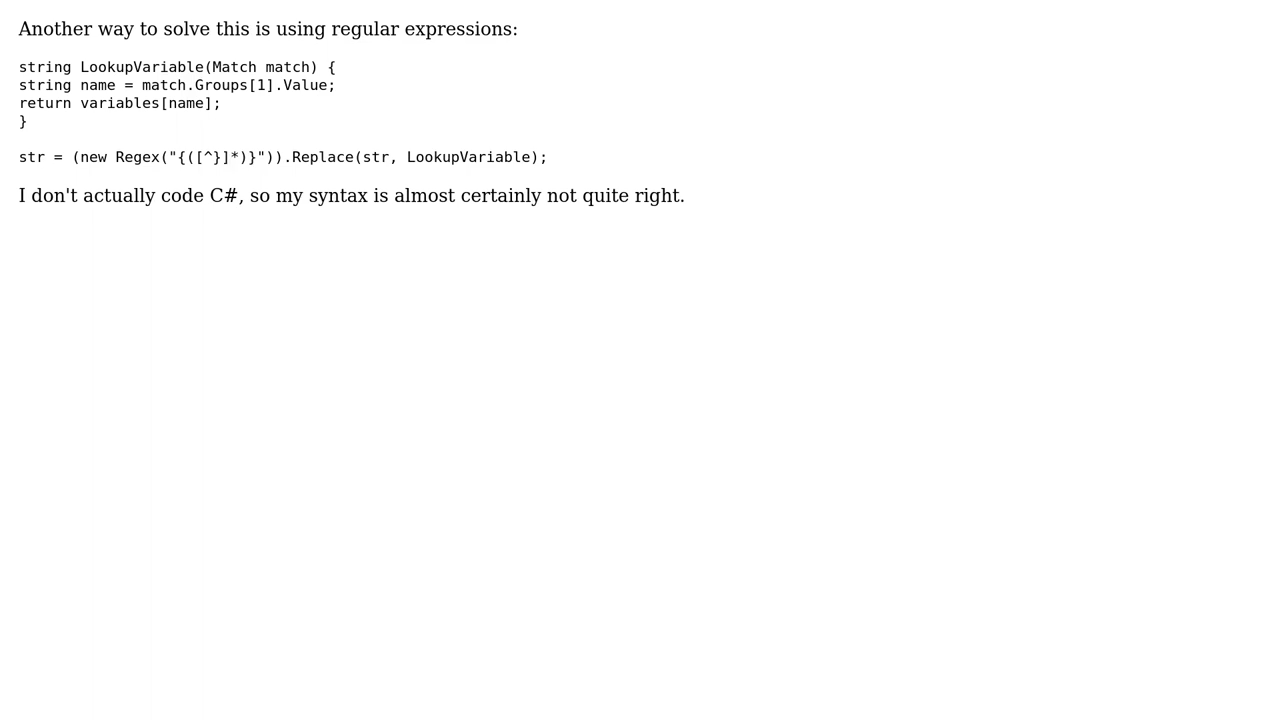 Another way to solve this is using regular expressions:
string LookupVariable(Match match) {
string name = match.Groups[1].Value;
return variables[name];
}
str = (new Regex("{([^}]*)}")).Replace(str, LookupVariable);
I don't actually code C#, so my syntax is almost certainly not quite right.